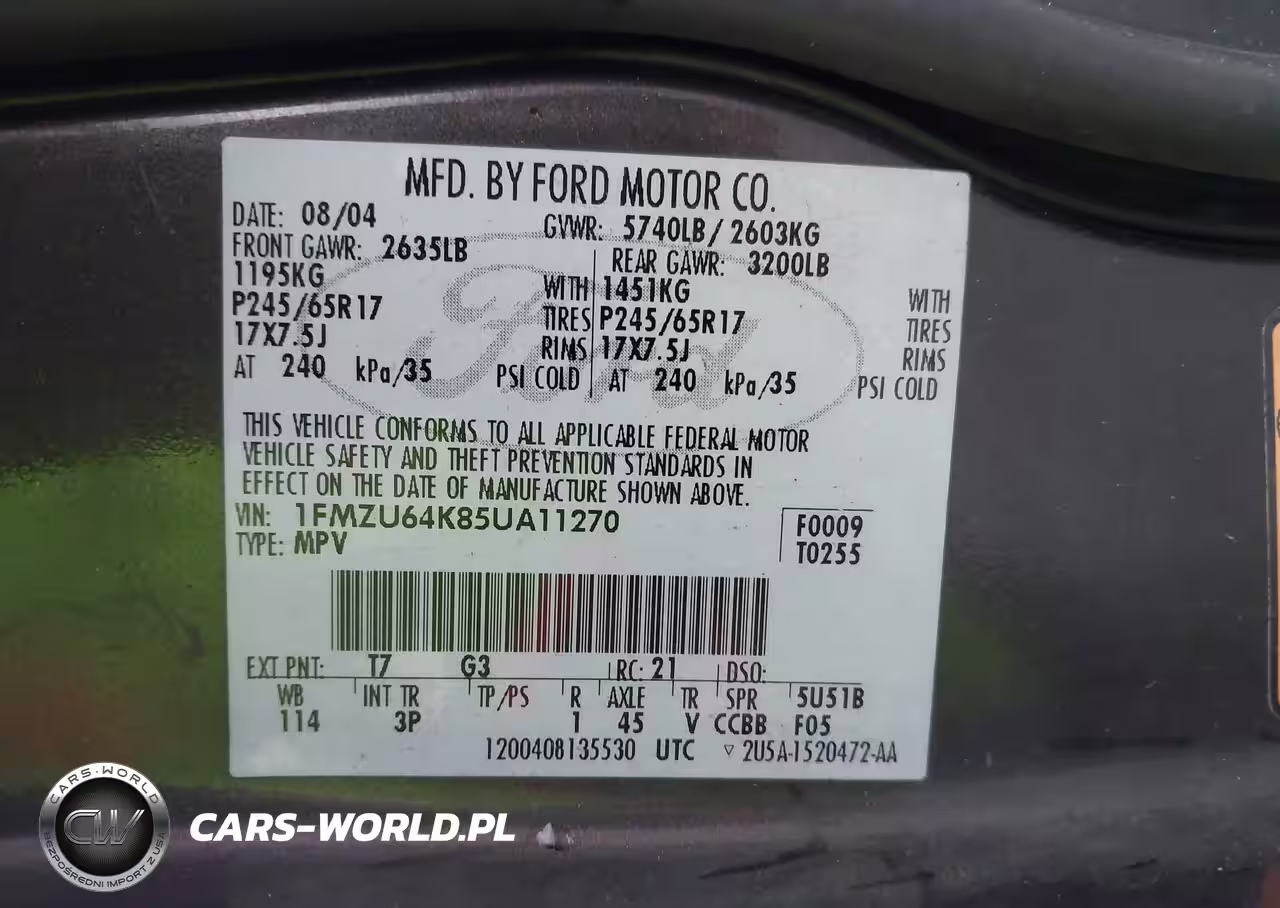 MFD. BY FORD MOTOR CO.
DATE: 08/04 GVWR: 5740LB/ 2603KG
FRONT GAWR: 2635LB REAR GAWR: 3200LB
1195KG WITH 1451KG WITH
P245/65R17 TIRES P245/65R17 TIRES
17X7.5J RIMS 17X7.5J RIMS
AT 240 kPa/35 PSI COLD AT 240 kPa/35 PSI COLD
THIS VEHICLE CONFORMS TO ALL APPLICABLE FEDERAL MOTOR
VEHICLE SAFETY AND THEFT PREVENTION STANDARDS IN
EFFECT ON THE DATE OF MANUFACTURE SHOWN ABOVE.
VIN: 1FMZU64K85UA11270 F0009
TYPE: MPV T0255
EXT PNT: T7 G3 RC: 21 DSO:
WB INT TR TP/PS R AXLE TR SPR 5U51B
114 3P 1 45 V CCBB F05
1200408135530 UTC ▽ 2U5A-1520472-AA
Ford
CARS-WORLD
CW
BEZPOŚREDNI IMPORT Z USA
CARS-WORLD.PL